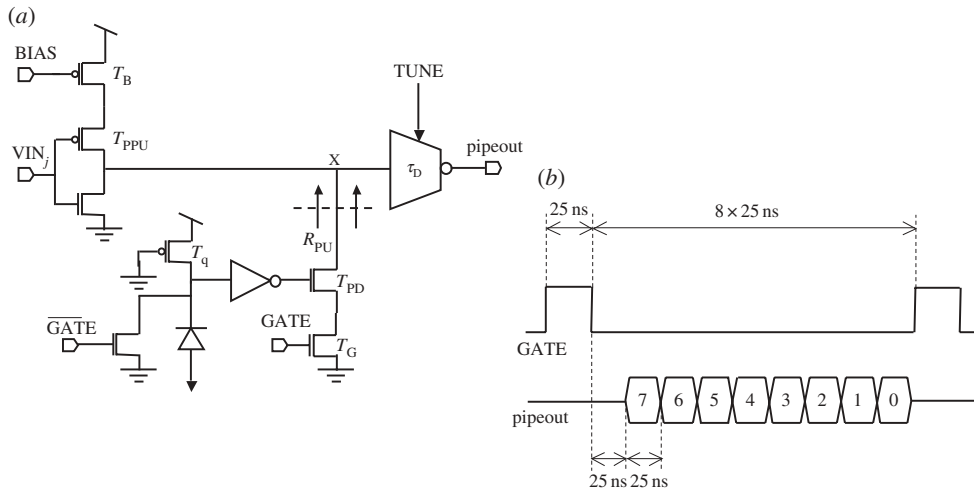 (a)
BIAS
T_B
TUNE
VIN_j
T_PPU
X
τ_D
pipeout
R_PU
T_q
T_PD
GATE
GATE
T_G
(b)
25 ns
8 × 25 ns
GATE
pipeout
7 6 5 4 3 2 1 0
25 ns 25 ns